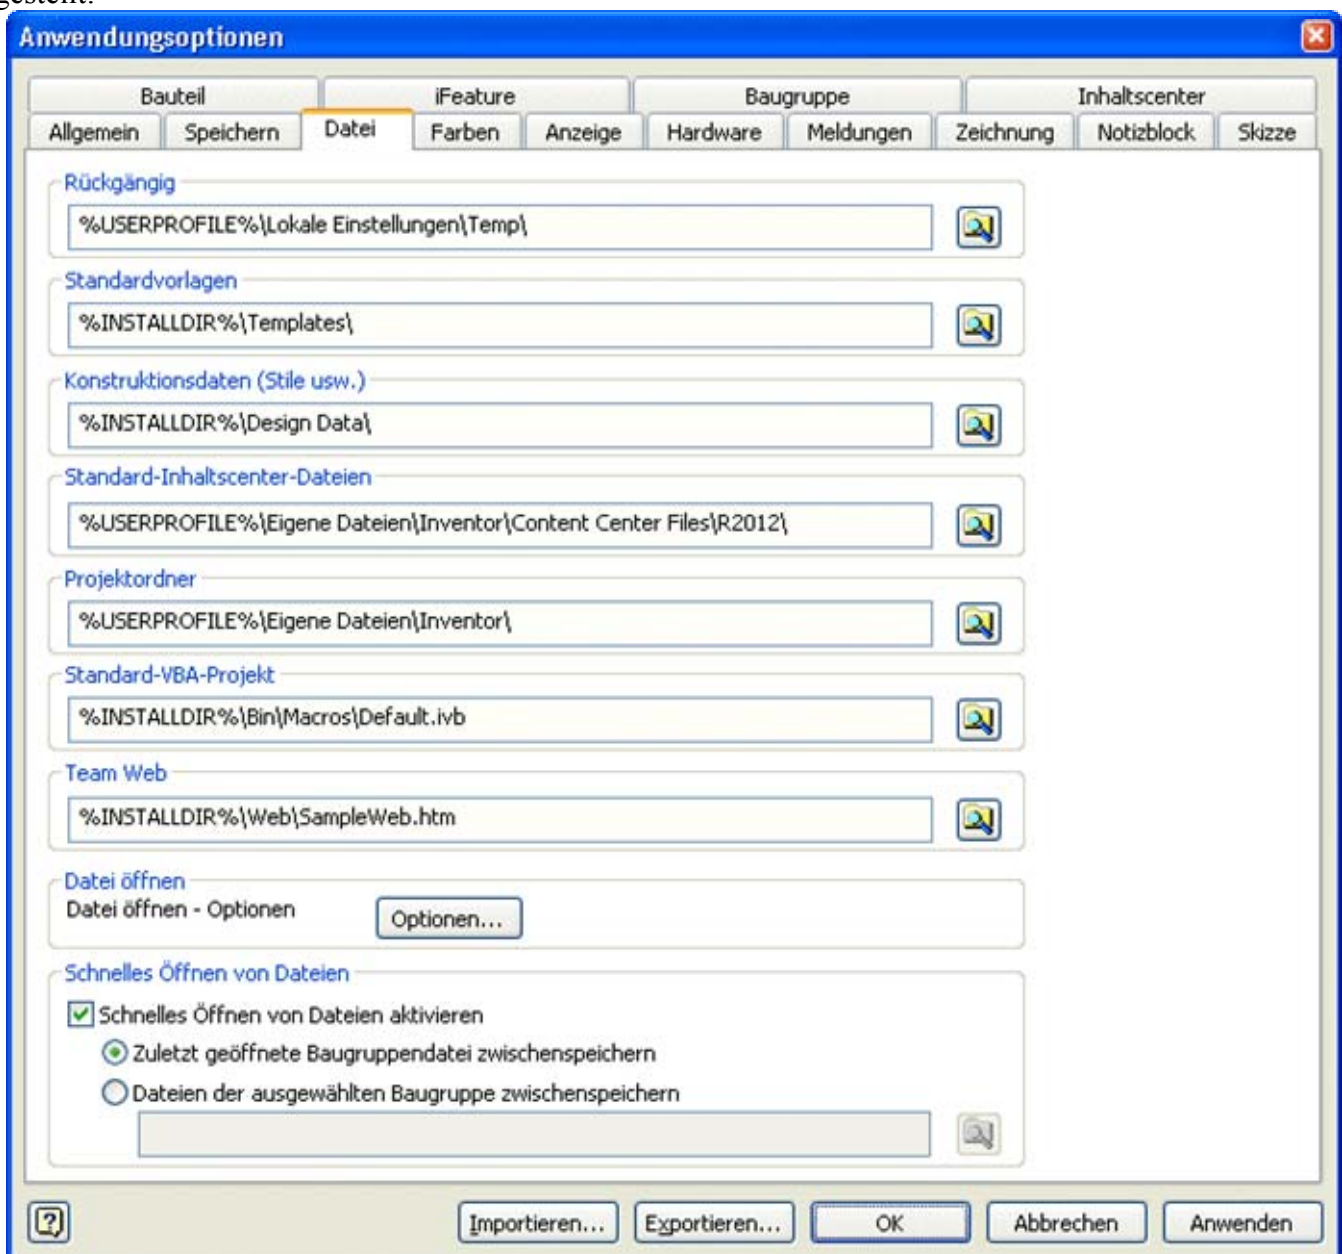 Anwendungsoptionen
Bauteil iFeature Baugruppe Inhaltscenter
Allgemein Speichern Datei Farben Anzeige Hardware Meldungen Zeichnung Notizblock Skizze
Rückgängig
%USERPROFILE%\Lokale Einstellungen\Temp\
Standardvorlagen
%INSTALLDIR%\Templates\
Konstruktionsdaten (Stile usw.)
%INSTALLDIR%\Design Data\
Standard-Inhaltscenter-Dateien
%USERPROFILE%\Eigene Dateien\Inventor\Content Center Files\R2012\
Projektordner
%USERPROFILE%\Eigene Dateien\Inventor\
Standard-VBA-Projekt
%INSTALLDIR%\Bin\Macros\Default.ivb
Team Web
%INSTALLDIR%\Web\SampleWeb.htm
Datei öffnen
Datei öffnen - Optionen Optionen...
Schnelles Öffnen von Dateien
Schnelles Öffnen von Dateien aktivieren
Zuletzt geöffnete Baugruppendatei zwischenspeichern
Dateien der ausgewählten Baugruppe zwischenspeichern
? Importieren... Exportieren... OK Abbrechen Anwenden